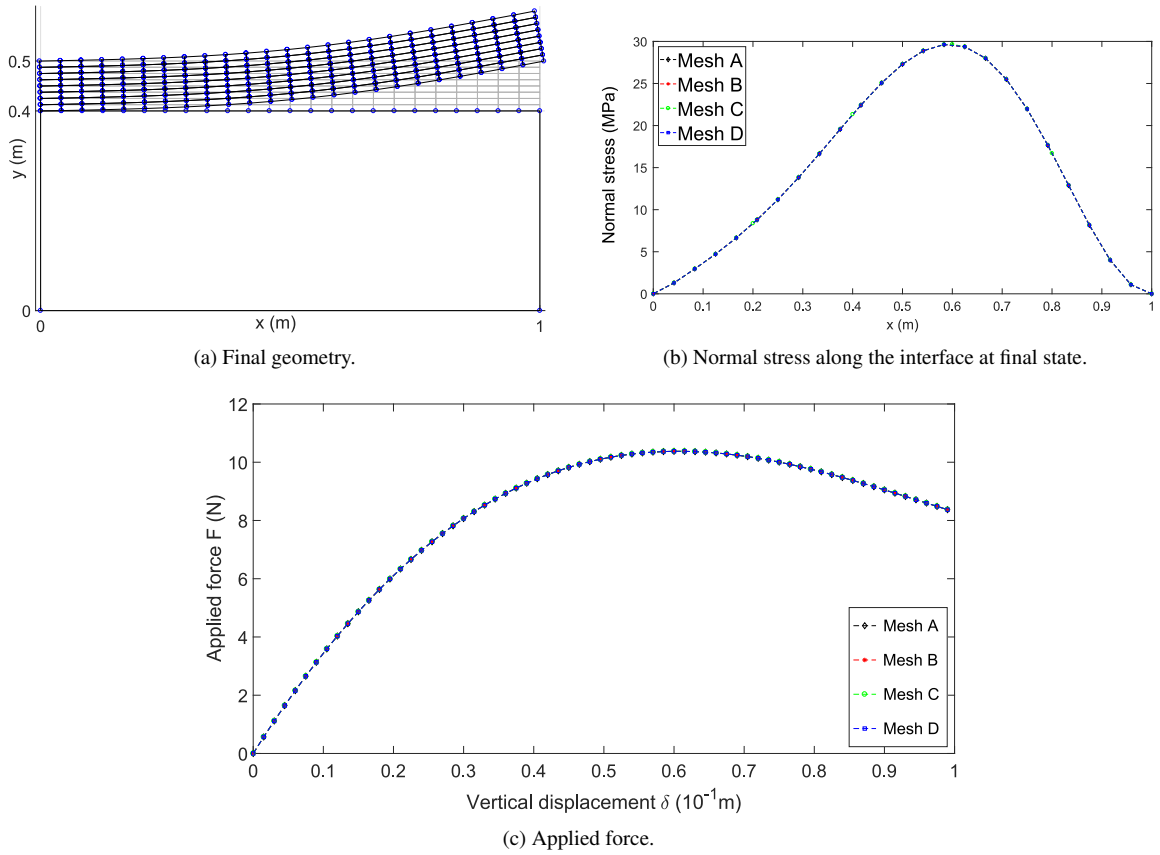 0.5
0.4
y (m)
0
0
x (m)
1
(a) Final geometry.
30
25
20
15
10
5
0
Normal stress (MPa)
Mesh A
Mesh B
Mesh C
Mesh D
0 0.1 0.2 0.3 0.4 0.5 0.6 0.7 0.8 0.9 1
x (m)
(b) Normal stress along the interface at final state.
12
10
8
6
4
2
0
Applied force F (N)
Mesh A
Mesh B
Mesh C
Mesh D
0 0.1 0.2 0.3 0.4 0.5 0.6 0.7 0.8 0.9 1
Vertical displacement δ (10⁻¹m)
(c) Applied force.